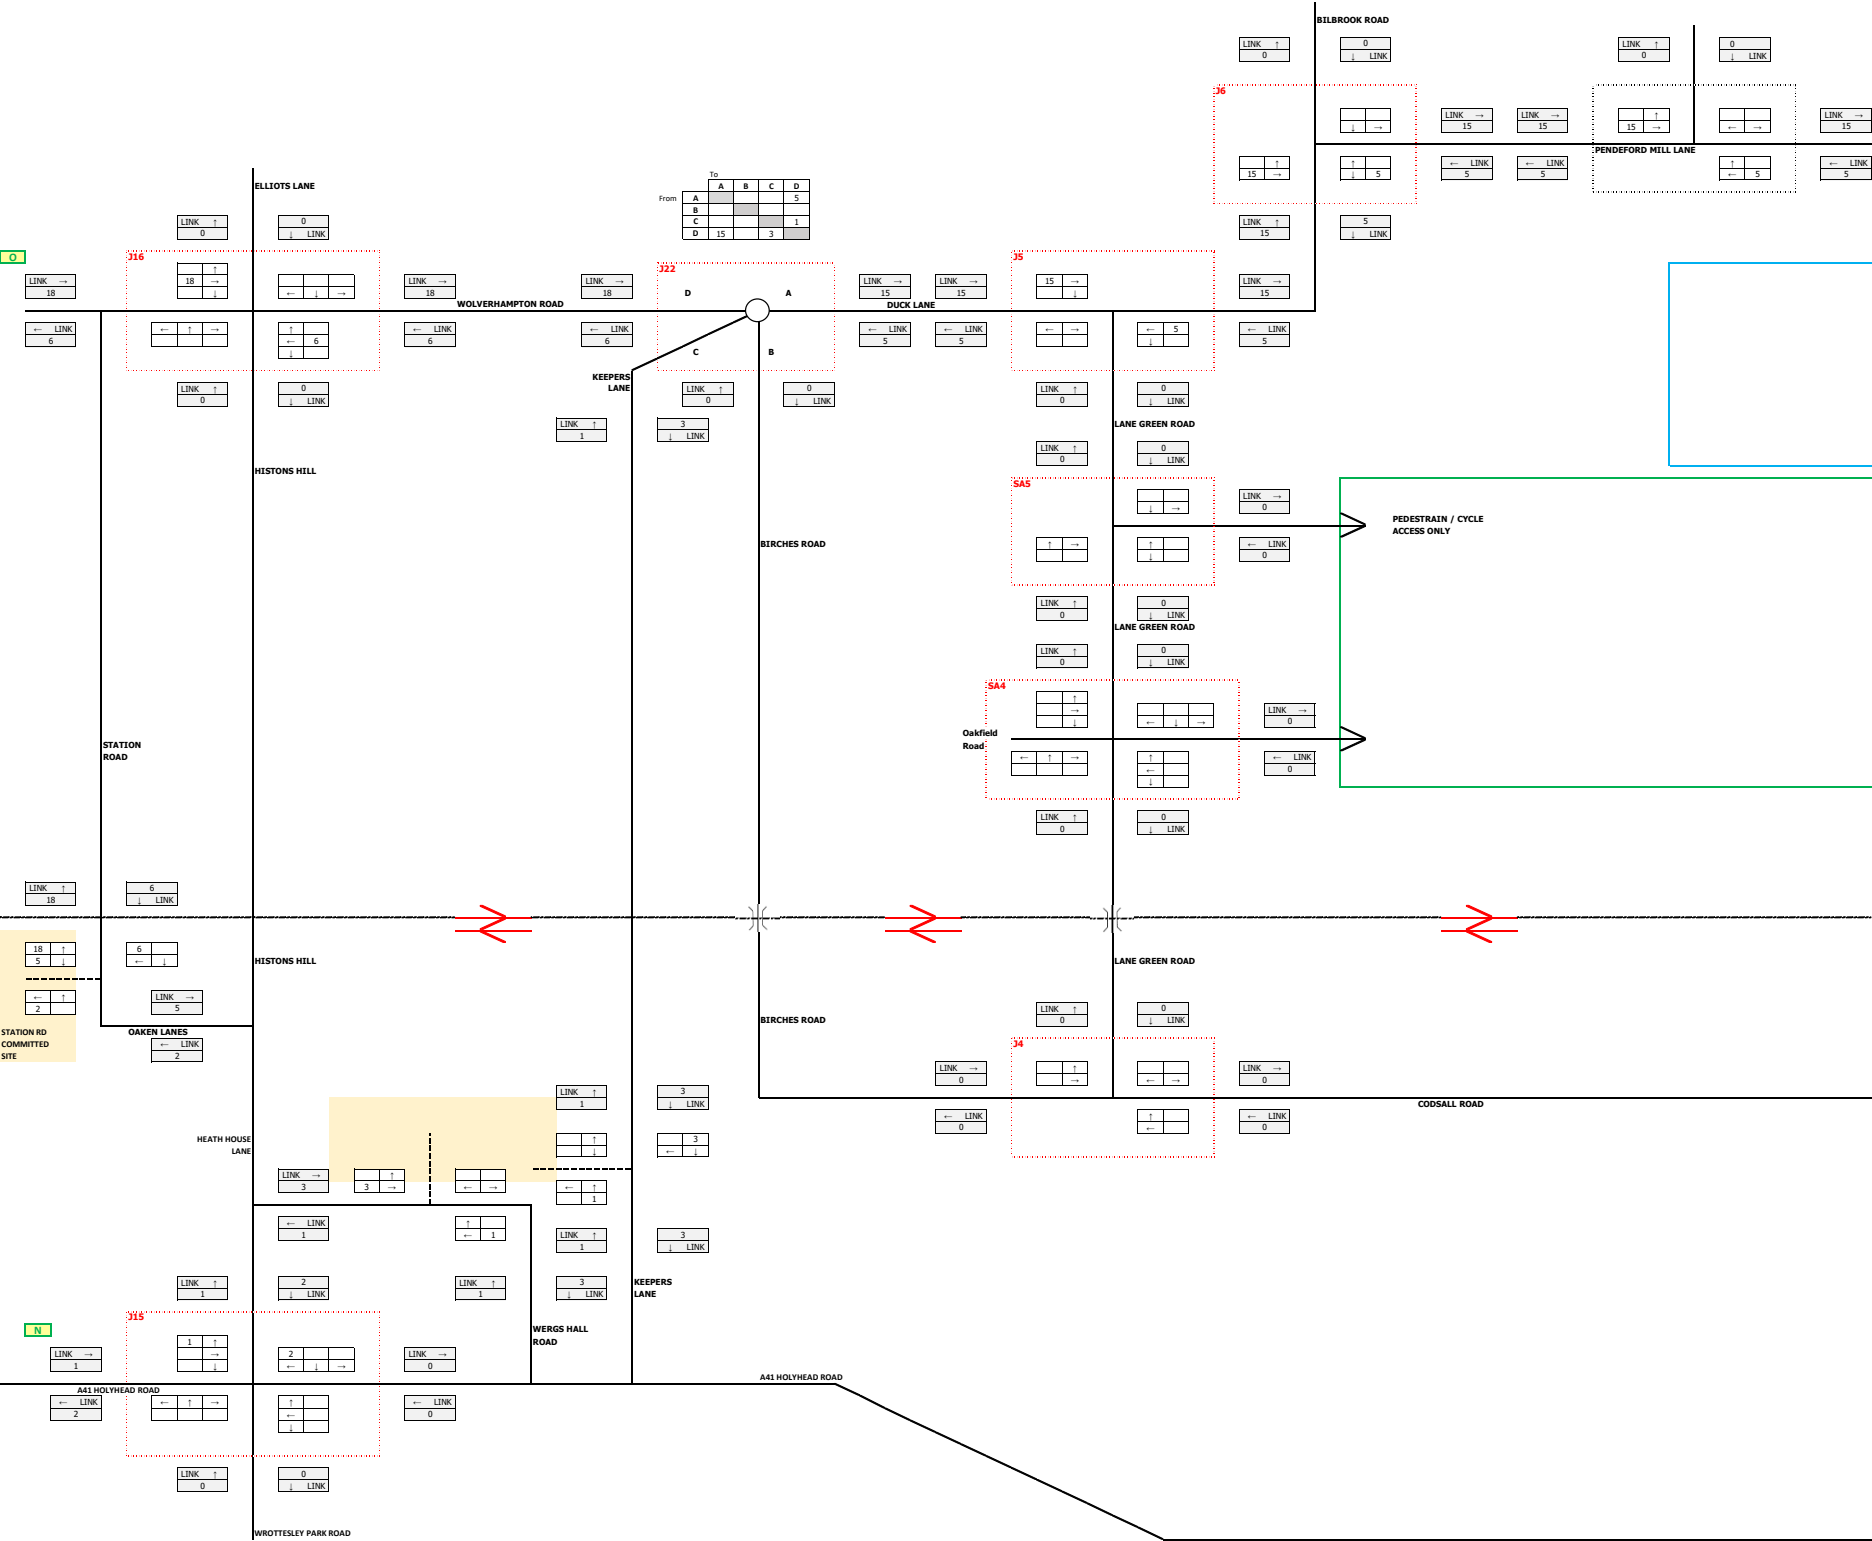 BILBROOK ROAD
LINK ↑ 0
0 ↓ LINK
LINK ↑ 0
0 ↓ LINK
J6
↓ →
LINK → 15
LINK → 15
↑ 15 →
← →
LINK → 15
PENDEFORD MILL LANE
↑ 15 →
↑ ↓ 5
← LINK 5
← LINK 5
↑ ← 5
← LINK 5
ELLIOTS LANE
To
A B C D
From A 5
B
C 1
D 15 3
LINK ↑ 0
0 ↓ LINK
LINK ↑ 15
5 ↓ LINK
O
J16
J22
J5
LINK → 18
↑ 18 → ↓
← ↓ →
LINK → 18
WOLVERHAMPTON ROAD
LINK → 18
D A
LINK → 15
LINK → 15
DUCK LANE
15 → ↓
LINK → 15
← LINK 6
← ↑ →
↑ ← 6 ↓
← LINK 6
← LINK 6
C B
← LINK 5
← LINK 5
← →
← 5 ↓
← LINK 5
KEEPERS
LANE
LINK ↑ 0
0 ↓ LINK
LINK ↑ 0
0 ↓ LINK
LINK ↑ 0
0 ↓ LINK
LINK ↑ 1
3 ↓ LINK
LANE GREEN ROAD
LINK ↑ 0
0 ↓ LINK
HISTONS HILL
SA5
↓ →
LINK → 0
PEDESTRAIN / CYCLE
ACCESS ONLY
BIRCHES ROAD
↑ →
↑ ↓
← LINK 0
LINK ↑ 0
0 ↓ LINK
LANE GREEN ROAD
LINK ↑ 0
0 ↓ LINK
SA4
↑ → ↓
← ↓ →
LINK → 0
Oakfield
Road
STATION
ROAD
← ↑ →
↑ ← ↓
← LINK 0
LINK ↑ 0
0 ↓ LINK
LINK ↑ 18
6 ↓ LINK
18 ↑ 5 ↓
6 ← ↓
HISTONS HILL
LANE GREEN ROAD
← ↑ 2
LINK → 5
LINK ↑ 0
0 ↓ LINK
STATION RD
COMMITTED
SITE
OAKEN LANES
← LINK 2
BIRCHES ROAD
J4
LINK → 0
↑ →
← →
LINK → 0
CODSALL ROAD
← LINK 0
↑ ←
← LINK 0
LINK ↑ 1
3 ↓ LINK
HEATH HOUSE
LANE
↑ ↓
3 ← ↓
LINK → 3
↑ 3 →
← →
← ↑ 1
← LINK 1
↑ ← 1
LINK ↑ 1
3 ↓ LINK
LINK ↑ 1
2 ↓ LINK
LINK ↑ 1
3 ↓ LINK
KEEPERS
LANE
N
J15
WERGS HALL
ROAD
LINK → 1
1 ↑ → ↓
2 ← ↓ →
LINK → 0
A41 HOLYHEAD ROAD
A41 HOLYHEAD ROAD
← LINK 2
← ↑ →
↑ ← ↓
← LINK 0
LINK ↑ 0
0 ↓ LINK
WROTTESLEY PARK ROAD